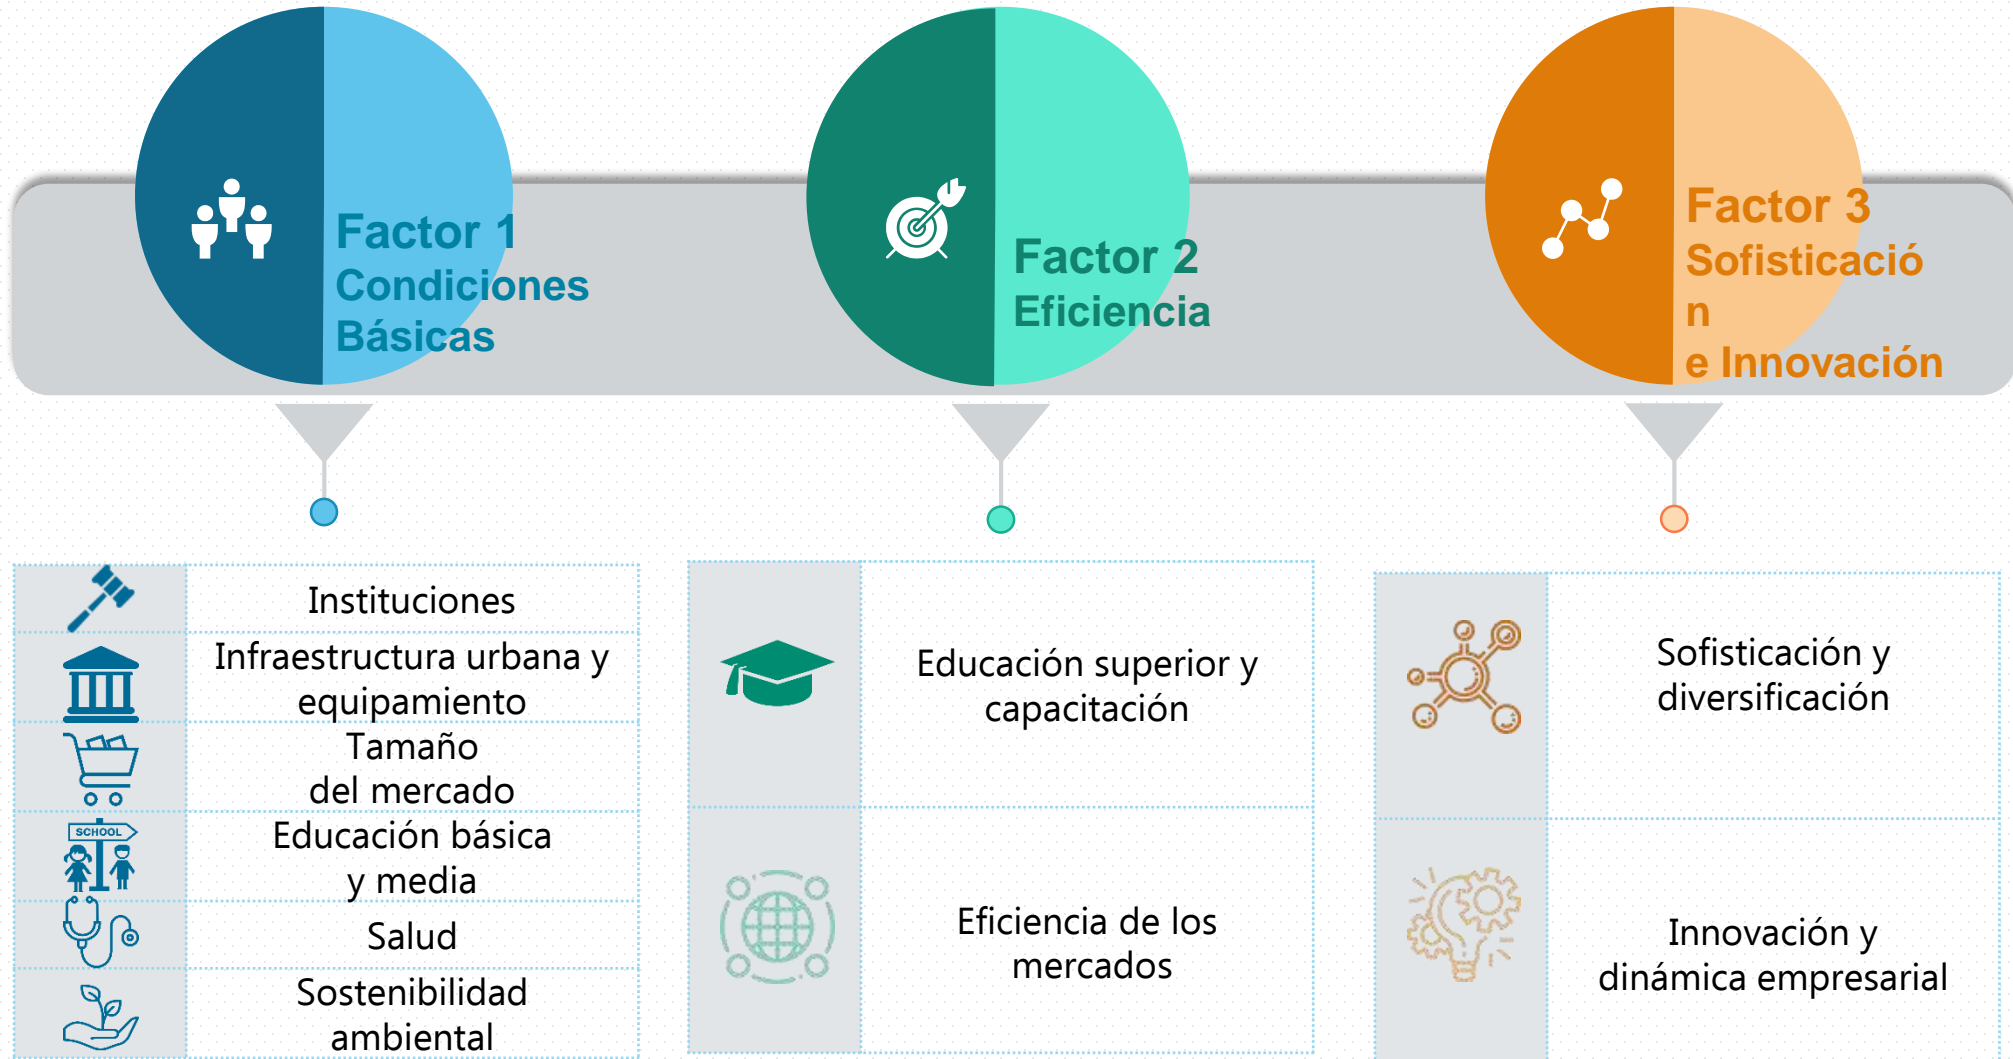 Factor 1
Condiciones
Básicas
Factor 2
Eficiencia
Factor 3
Sofisticació
n
e Innovación
Instituciones
Infraestructura urbana y
equipamiento
Tamaño
del mercado
SCHOOL
Educación básica
y media
Salud
Sostenibilidad
ambiental
Educación superior y
capacitación
Eficiencia de los
mercados
Sofisticación y
diversificación
Innovación y
dinámica empresarial